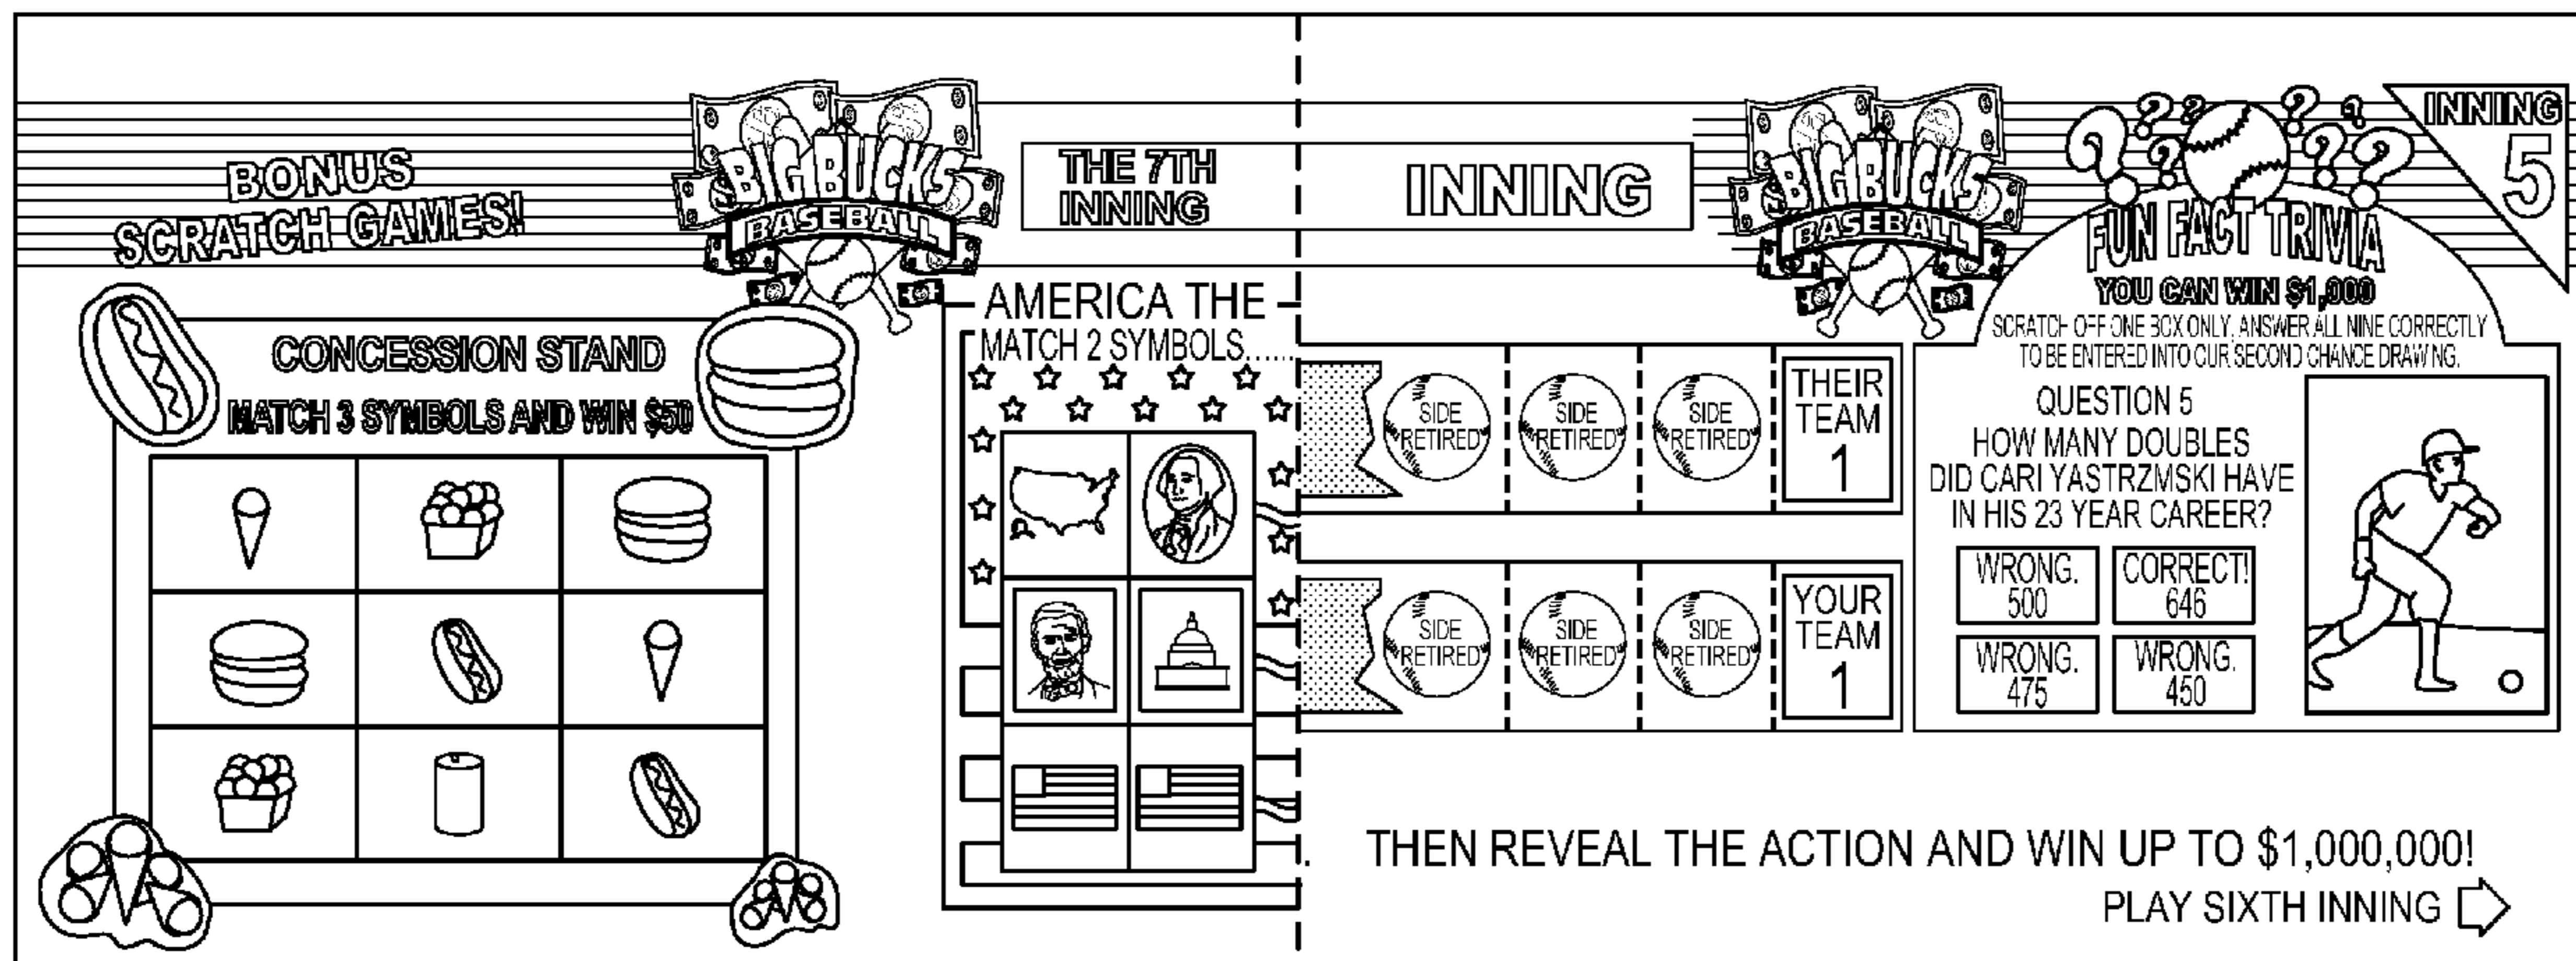 BONUS
SCRATCH GAMES!
BIG BUCKS
BASEBALL
CONCESSION STAND
MATCH 3 SYMBOLS AND WIN $50
THE 7TH
INNING
AMERICA THE
MATCH 2 SYMBOLS......
INNING
SIDE RETIRED SIDE RETIRED SIDE RETIRED
THEIR
TEAM
1
SIDE RETIRED SIDE RETIRED SIDE RETIRED
YOUR
TEAM
1
BIG BUCKS
BASEBALL
INNING
5
FUN FACT TRIVIA
YOU CAN WIN $1,000
SCRATCH OFF ONE BOX ONLY. ANSWER ALL NINE CORRECTLY
TO BE ENTERED INTO OUR SECOND CHANCE DRAWING.
QUESTION 5
HOW MANY DOUBLES
DID CARI YASTRZMSKI HAVE
IN HIS 23 YEAR CAREER?
WRONG.
500
CORRECT!
646
WRONG.
475
WRONG.
450
. THEN REVEAL THE ACTION AND WIN UP TO $1,000,000!
PLAY SIXTH INNING